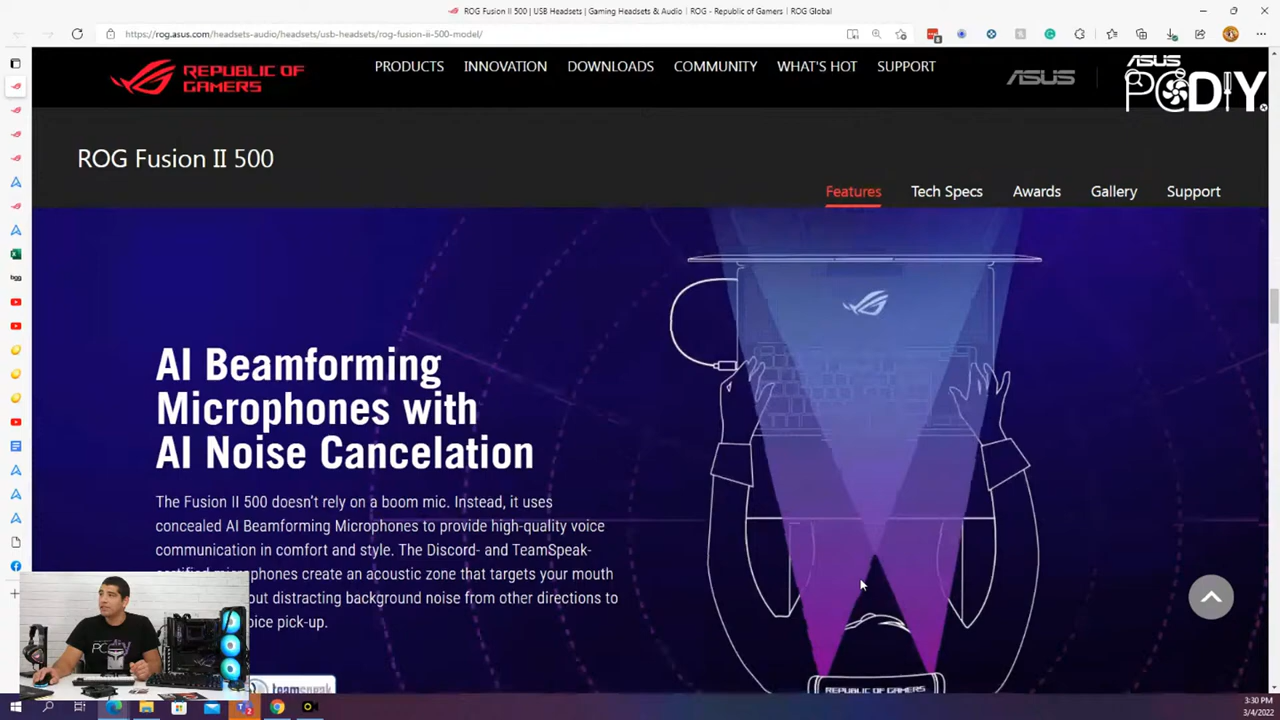 ROG Fusion II 500 | USB Headsets | Gaming Headsets & Audio | ROG - Republic of Gamers | ROG Global
https://rog.asus.com/headsets-audio/headsets/usb-headsets/rog-fusion-ii-500-model/
REPUBLIC OF
GAMERS
PRODUCTS INNOVATION DOWNLOADS COMMUNITY WHAT'S HOT SUPPORT
ASUS
ASUS
PCDIY.
ROG Fusion II 500
Features Tech Specs Awards Gallery Support
AI Beamforming
Microphones with
AI Noise Cancelation
The Fusion II 500 doesn't rely on a boom mic. Instead, it uses
concealed AI Beamforming Microphones to provide high-quality voice
communication in comfort and style. The Discord- and TeamSpeak-
microphones create an acoustic zone that targets your mouth
out distracting background noise from other directions to
pick-up.
teamspeak
REPUBLIC OF GAMERS
bgg
PCDIY
3:30 PM
3/4/2022